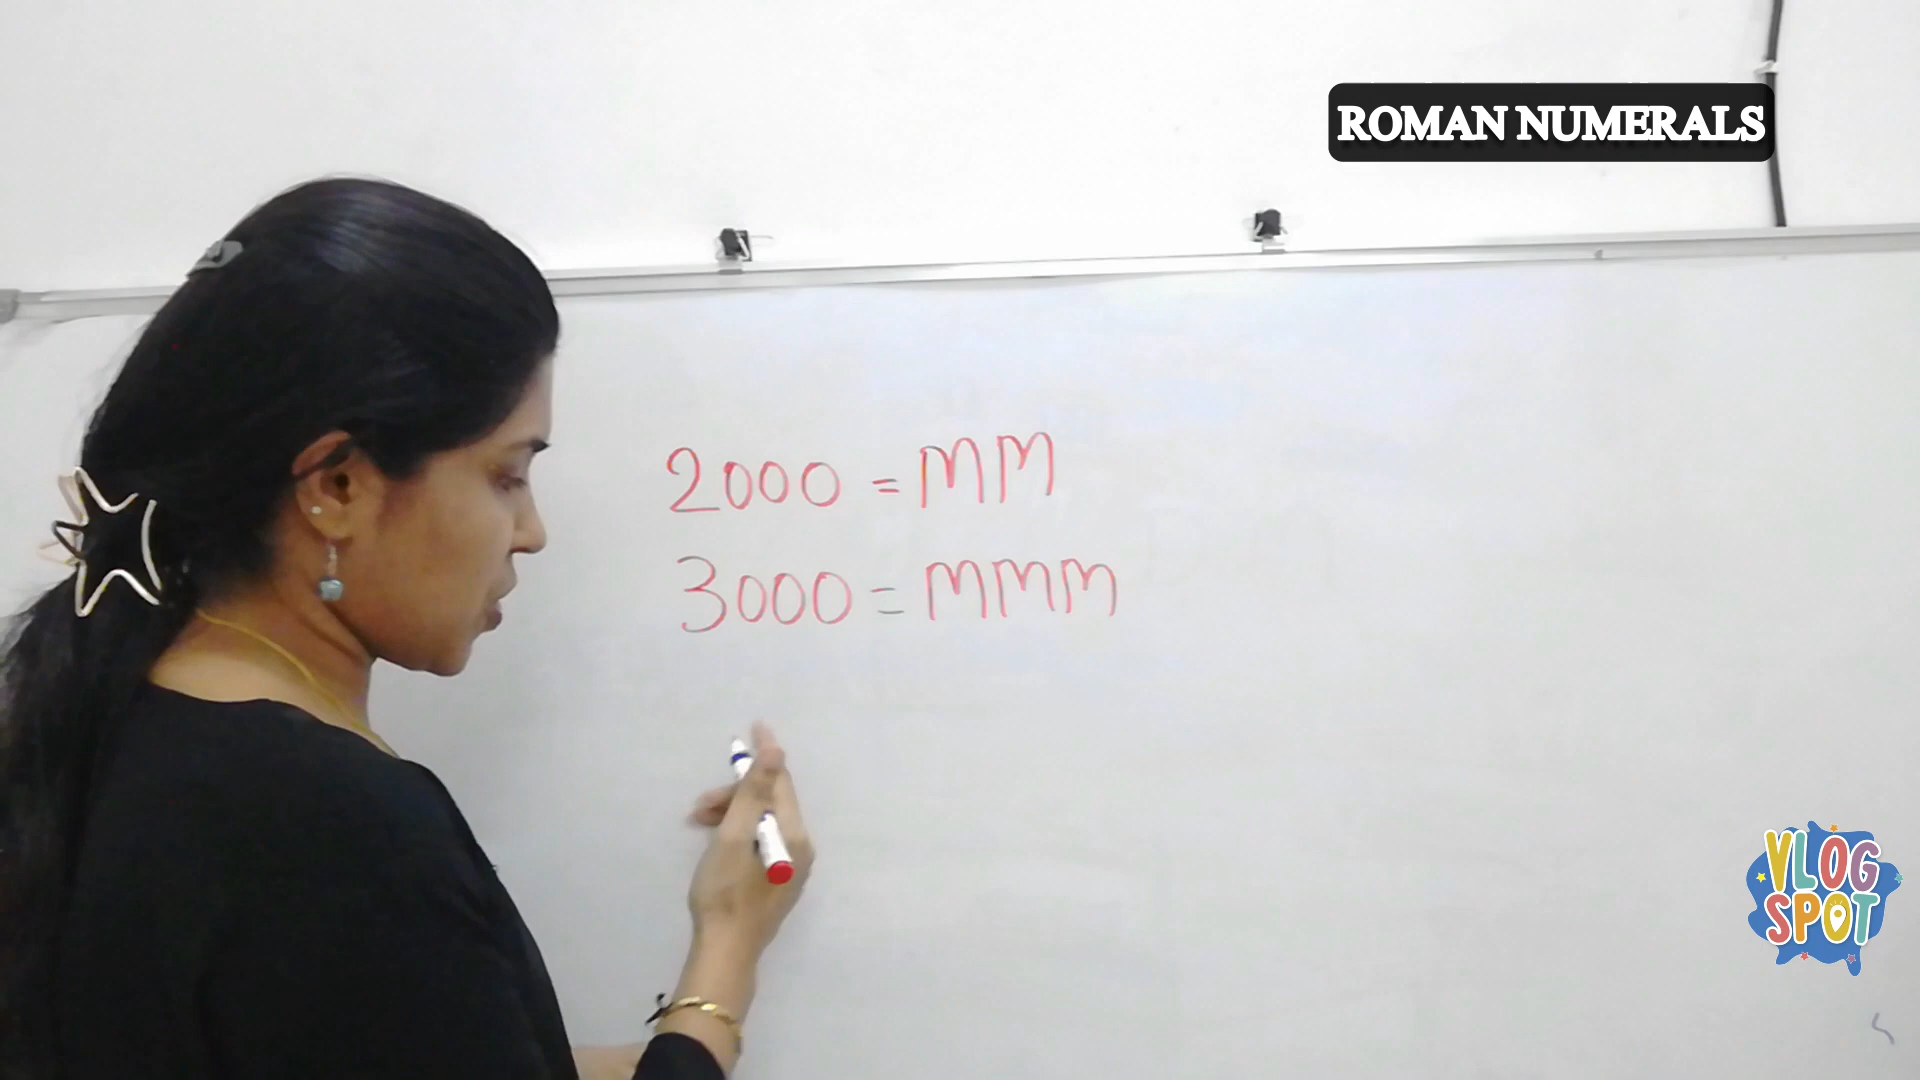 ROMAN NUMERALS
2000 = MM
3000 = MMM
VLOG
SPOT